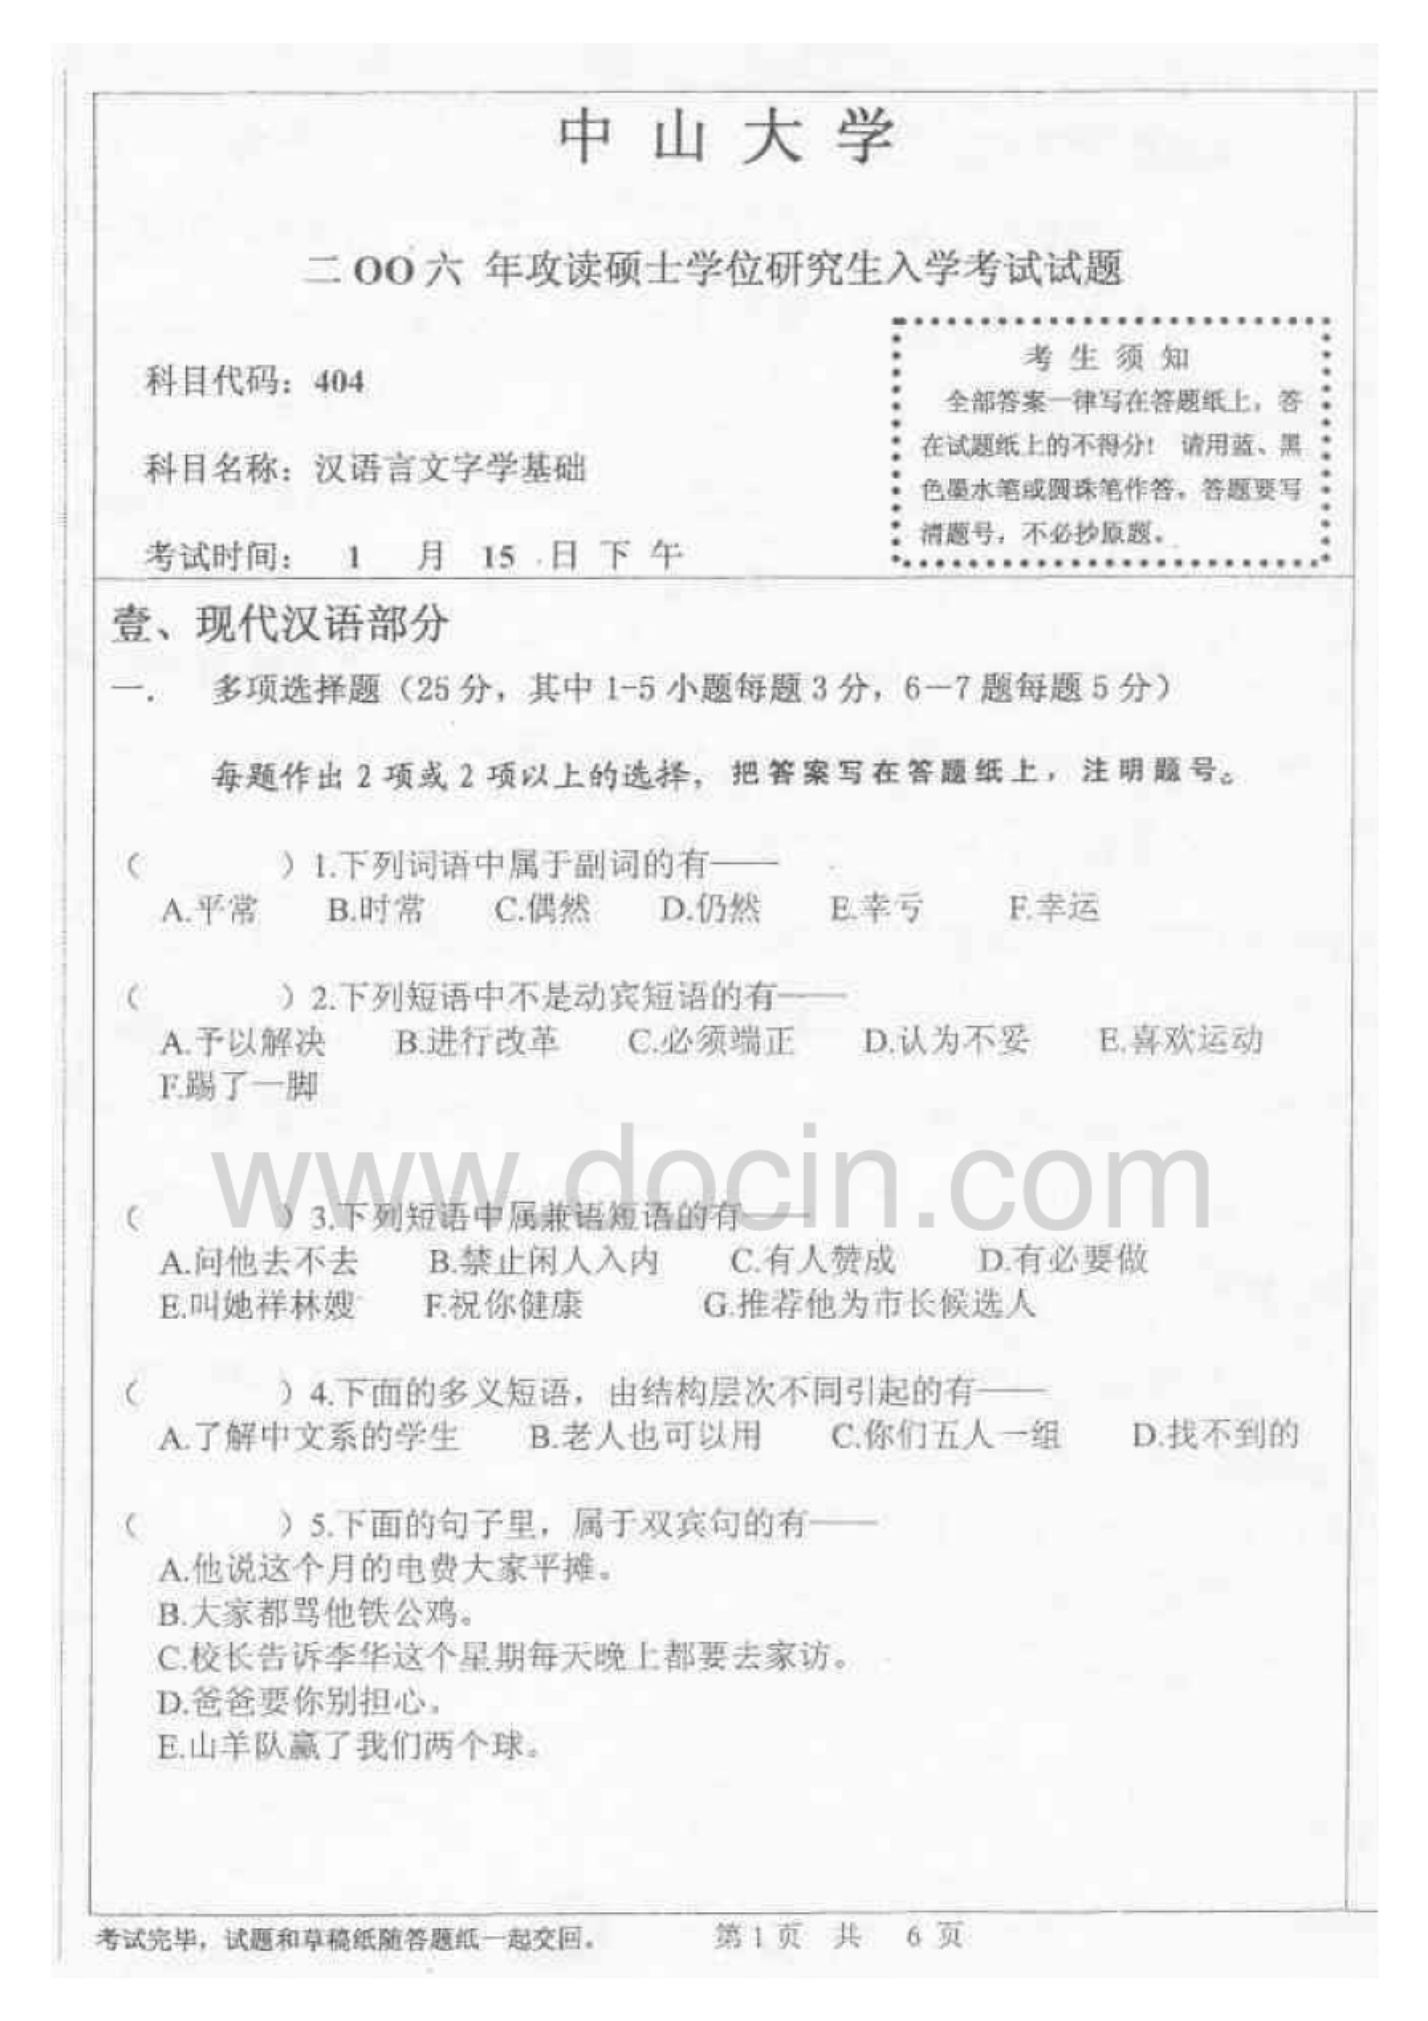 中山大学
二OO六 年攻读硕士学位研究生入学考试试题
考生须知
科目代码：404
全部答案一律写在答题纸上，答
在试题纸上的不得分！ 请用蓝、黑
科目名称：汉语言文字学基础
色墨水笔或圆珠笔作答。答题要写
清题号，不必抄原题。
考试时间： 1 月 15 日 下 午
壹、现代汉语部分
一． 多项选择题（25分，其中1-5小题每题3分，6－7题每题5分）
每题作出2项或2项以上的选择，把答案写在答题纸上，注明题号。
（ ）1.下列词语中属于副词的有——
A.平常 B.时常 C.偶然 D.仍然 E.幸亏 F.幸运
（ ）2.下列短语中不是动宾短语的有——
A.予以解决 B.进行改革 C.必须端正 D.认为不妥 E.喜欢运动
F.踢了一脚
www.docin.com
（ ）3.下列短语中属兼语短语的有——
A.问他去不去 B.禁止闲人入内 C.有人赞成 D.有必要做
E.叫她祥林嫂 F.祝你健康 G.推荐他为市长候选人
（ ）4.下面的多义短语，由结构层次不同引起的有——
A.了解中文系的学生 B.老人也可以用 C.你们五人一组 D.找不到的
（ ）5.下面的句子里，属于双宾句的有——
A.他说这个月的电费大家平摊。
B.大家都骂他铁公鸡。
C.校长告诉李华这个星期每天晚上都要去家访。
D.爸爸要你别担心。
E.山羊队赢了我们两个球。
考试完毕，试题和草稿纸随答题纸一起交回。 第1页 共 6 页